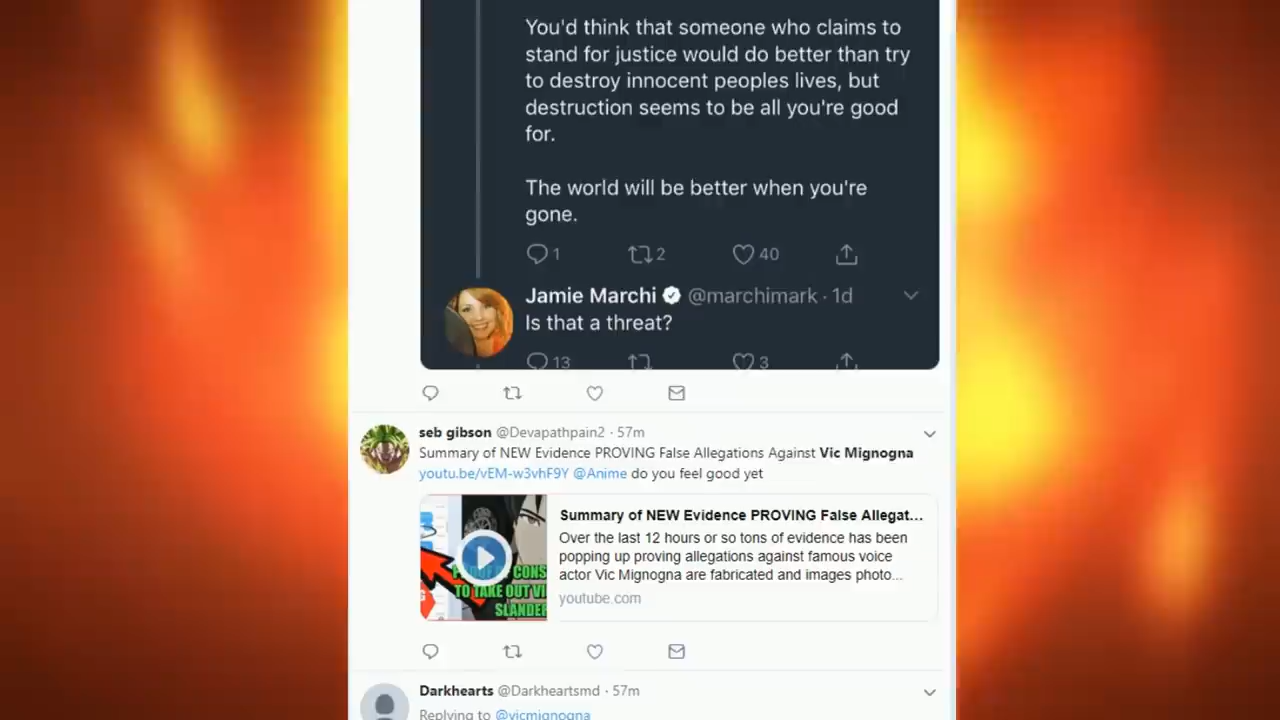 You'd think that someone who claims to
stand for justice would do better than try
to destroy innocent peoples lives, but
destruction seems to be all you're good
for.
The world will be better when you're
gone.
1 2 40
Jamie Marchi @marchimark · 1d
Is that a threat?
13 3
seb gibson @Devapathpain2 · 57m
Summary of NEW Evidence PROVING False Allegations Against Vic Mignogna
youtu.be/vEM-w3vhF9Y @Anime do you feel good yet
Summary of NEW Evidence PROVING False Allegat...
Over the last 12 hours or so tons of evidence has been
popping up proving allegations against famous voice
actor Vic Mignogna are fabricated and images photo...
youtube.com
CONS
TO TAKE OUT VI
SLANDER
Darkhearts @Darkheartsmd · 57m
Replying to @vicmignogna